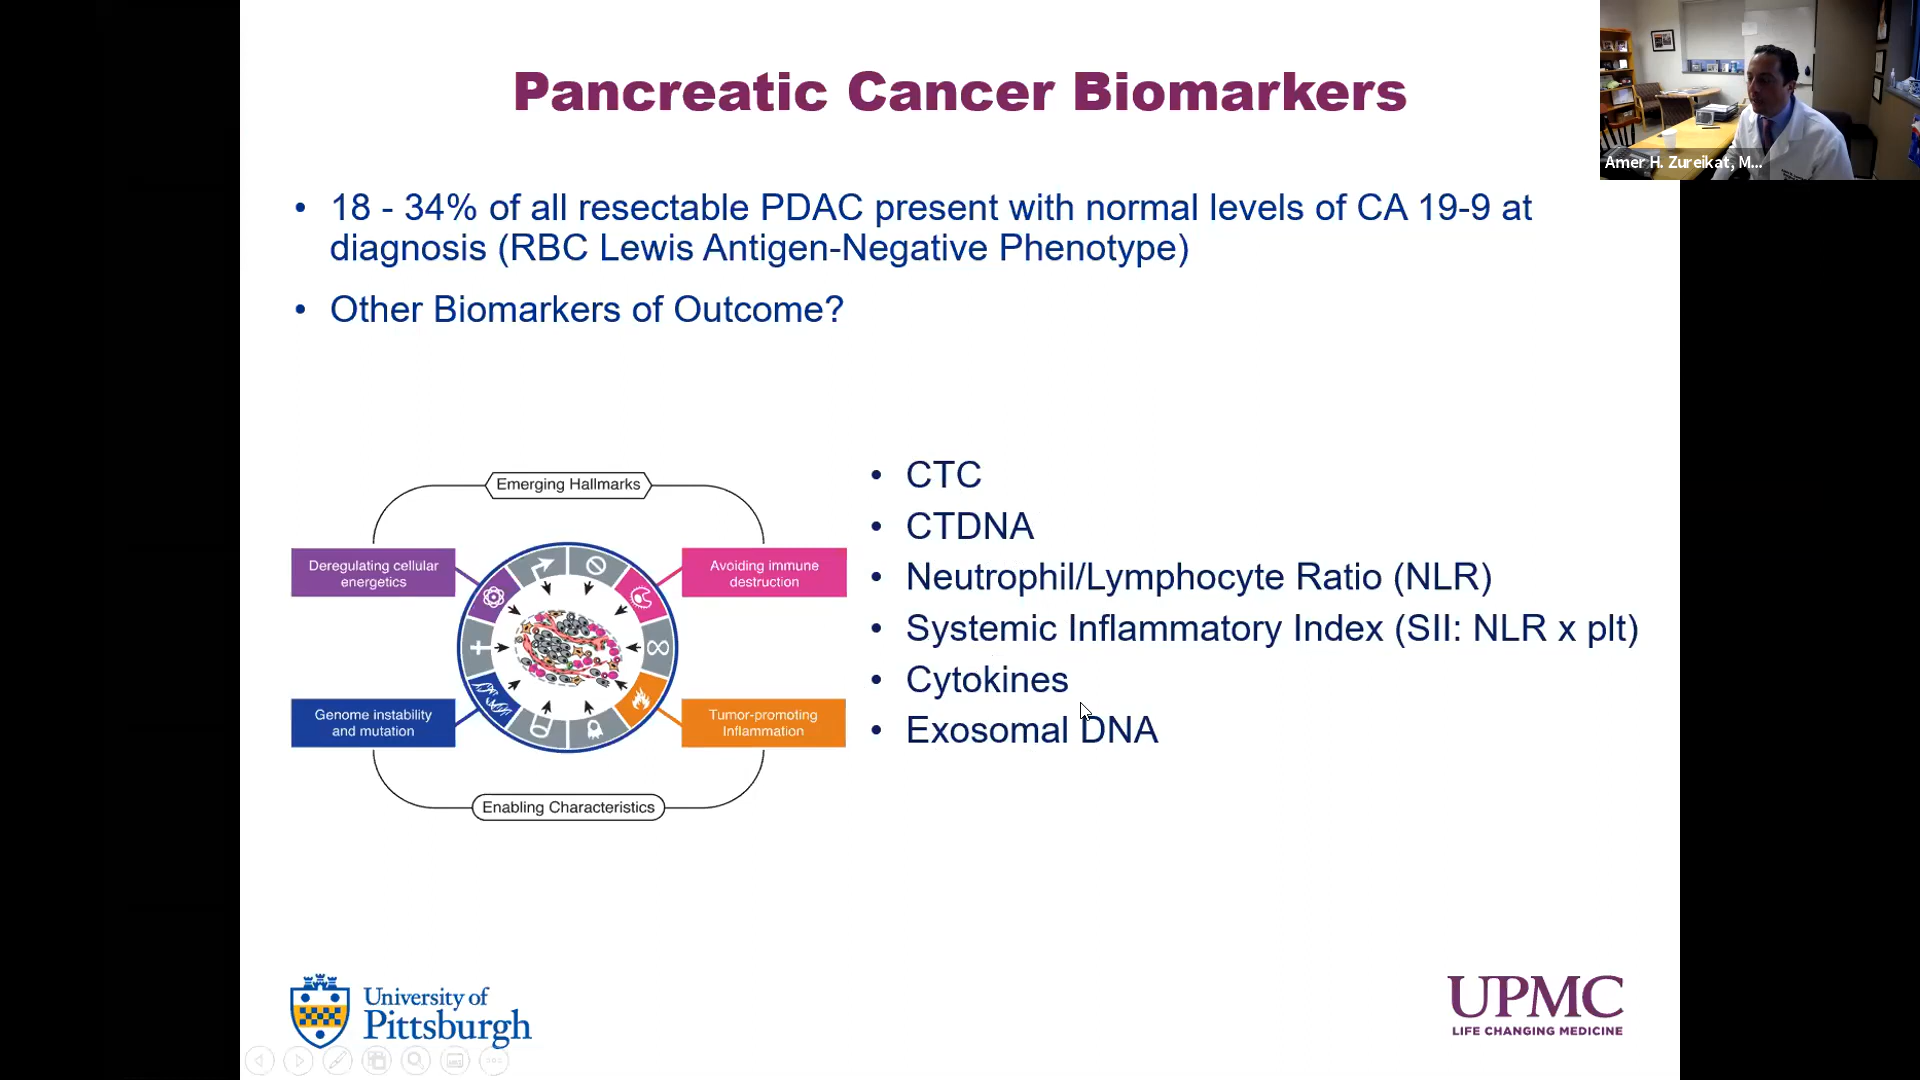 Pancreatic Cancer Biomarkers
Amer H. Zureikat, M...
• 18 - 34% of all resectable PDAC present with normal levels of CA 19-9 at
diagnosis (RBC Lewis Antigen-Negative Phenotype)
• Other Biomarkers of Outcome?
Emerging Hallmarks
Deregulating cellular
energetics
Avoiding immune
destruction
Genome instability
and mutation
Tumor-promoting
Inflammation
Enabling Characteristics
• CTC
• CTDNA
• Neutrophil/Lymphocyte Ratio (NLR)
• Systemic Inflammatory Index (SII: NLR x plt)
• Cytokines
• Exosomal DNA
University of
Pittsburgh
UPMC
LIFE CHANGING MEDICINE